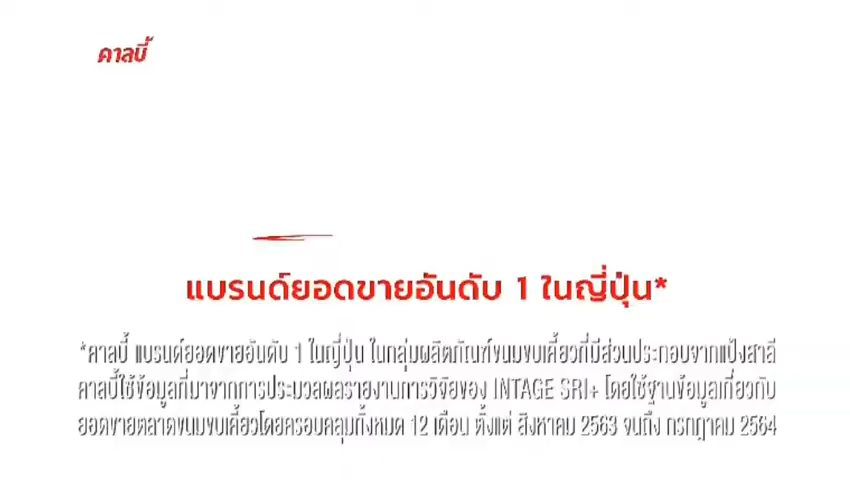 คาลบี้
แบรนด์ยอดขายอันดับ 1 ในญี่ปุ่น*
*คาลบี้ แบรนด์ยอดขายอันดับ 1 ในญี่ปุ่น ในกลุ่มผลิตภัณฑ์ขนมขบเคี้ยวที่มีส่วนประกอบจากแป้งสาลี
คาลบี้ใช้ข้อมูลที่มาจากการประมวลผลรายงานการวิจัยของ INTAGE SRI+ โดยใช้ฐานข้อมูลเกี่ยวกับ
ยอดขายตลาดขนมขบเคี้ยวโดยครอบคลุมทั้งหมด 12 เดือน ตั้งแต่ สิงหาคม 2563 จนถึง กรกฎาคม 2564